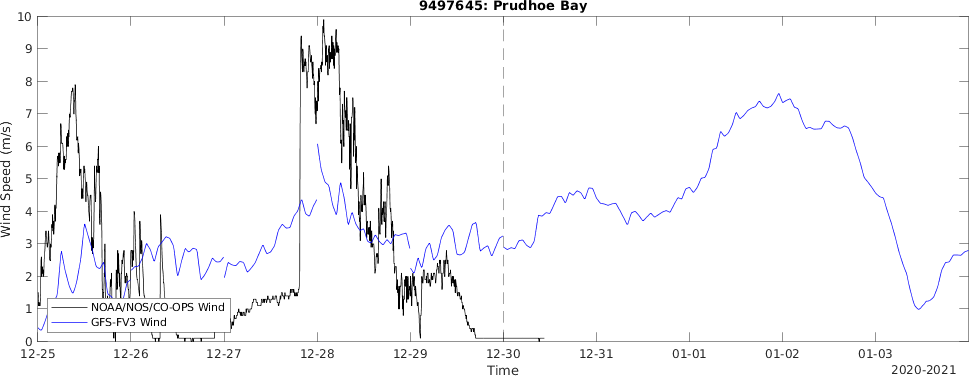 9497645: Prudhoe Bay
Wind Speed (m/s)
10
9
8
7
6
5
4
3
2
1
0
NOAA/NOS/CO-OPS Wind
GFS-FV3 Wind
12-25 12-26 12-27 12-28 12-29 12-30 12-31 01-01 01-02 01-03
Time
2020-2021